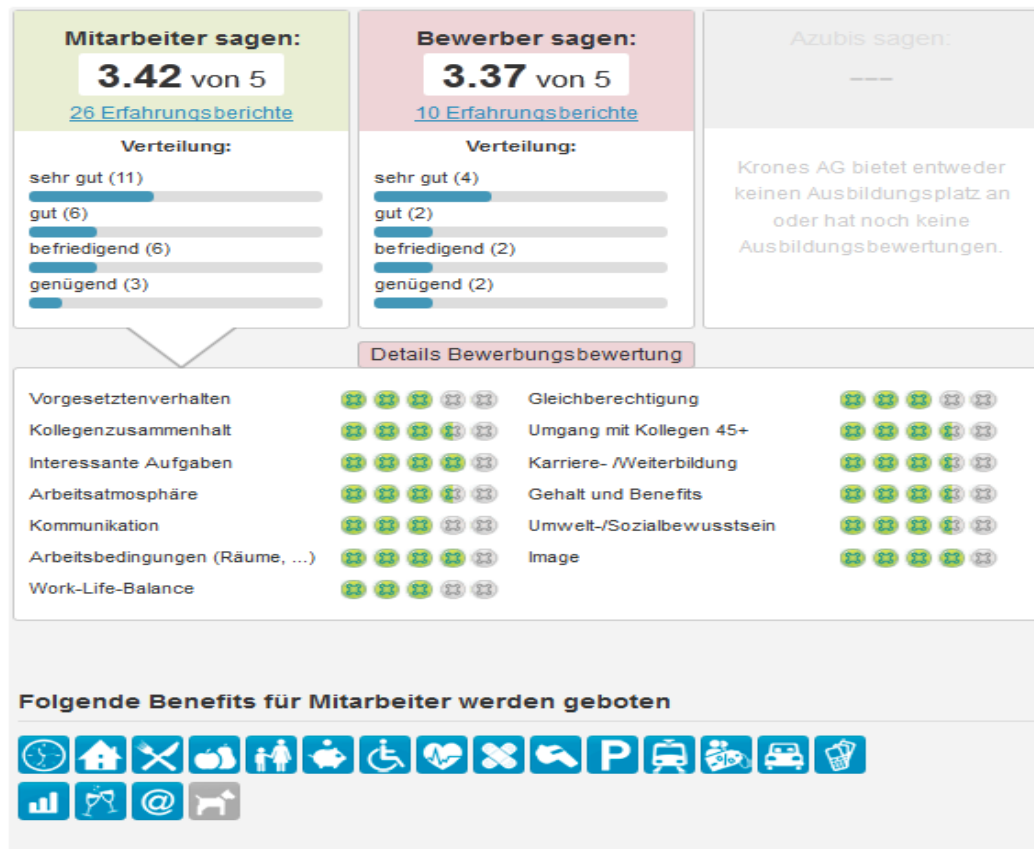 Mitarbeiter sagen:
3.42 von 5
26 Erfahrungsberichte
Verteilung:
sehr gut (11)
gut (6)
befriedigend (6)
genügend (3)
Bewerber sagen:
3.37 von 5
10 Erfahrungsberichte
Verteilung:
sehr gut (4)
gut (2)
befriedigend (2)
genügend (2)
Azubis sagen:
---
Krones AG bietet entweder
keinen Ausbildungsplatz an
oder hat noch keine
Ausbildungsbewertungen.
Details Bewerbungsbewertung
Vorgesetztenverhalten
Kollegenzusammenhalt
Interessante Aufgaben
Arbeitsatmosphäre
Kommunikation
Arbeitsbedingungen (Räume, ...)
Work-Life-Balance
Gleichberechtigung
Umgang mit Kollegen 45+
Karriere- /Weiterbildung
Gehalt und Benefits
Umwelt-/Sozialbewusstsein
Image
Folgende Benefits für Mitarbeiter werden geboten
P
%
@